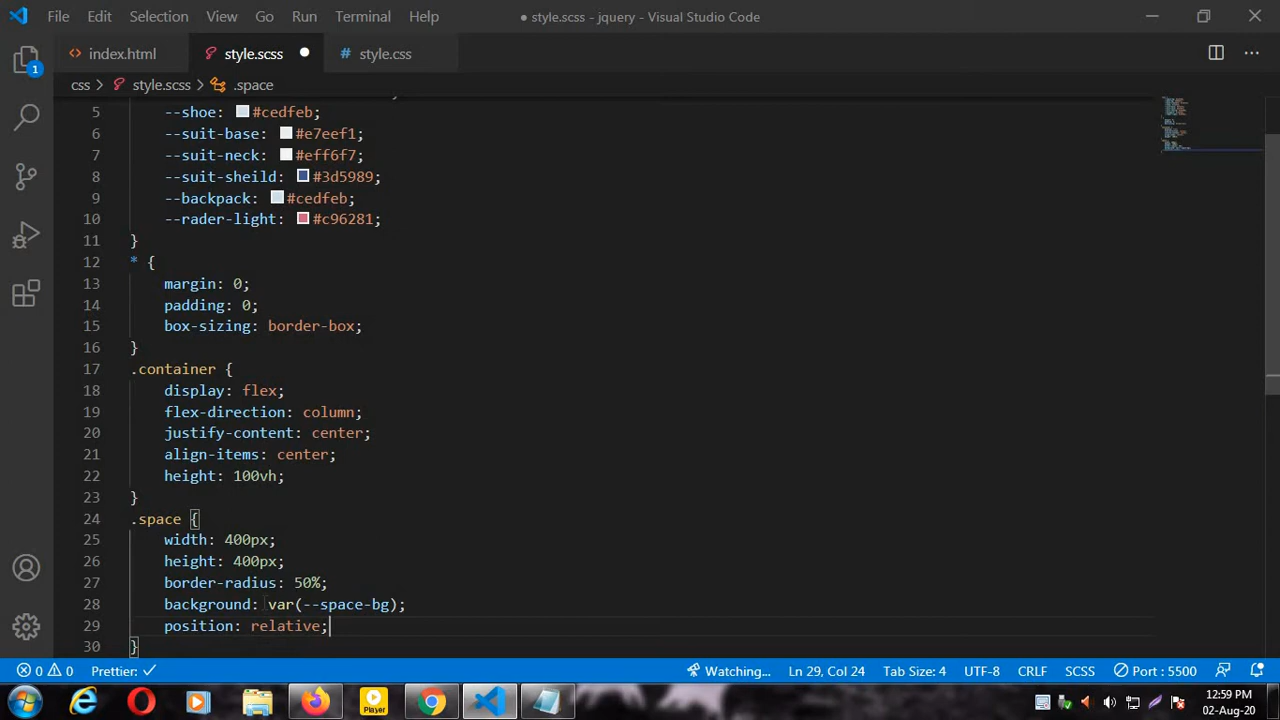 File Edit Selection View Go Run Terminal Help
● style.scss - jquery - Visual Studio Code
index.html style.scss style.css
1
css > style.scss > .space
5 --shoe: #cedfeb;
6 --suit-base: #e7eef1;
7 --suit-neck: #eff6f7;
8 --suit-sheild: #3d5989;
9 --backpack: #cedfeb;
10 --rader-light: #c96281;
11 }
12 * {
13 margin: 0;
14 padding: 0;
15 box-sizing: border-box;
16 }
17 .container {
18 display: flex;
19 flex-direction: column;
20 justify-content: center;
21 align-items: center;
22 height: 100vh;
23 }
24 .space {
25 width: 400px;
26 height: 400px;
27 border-radius: 50%;
28 background: var(--space-bg);
29 position: relative;
30 }
0 0 Prettier: ✓ Watching... Ln 29, Col 24 Tab Size: 4 UTF-8 CRLF SCSS Port : 5500
Player
12:59 PM
02-Aug-20